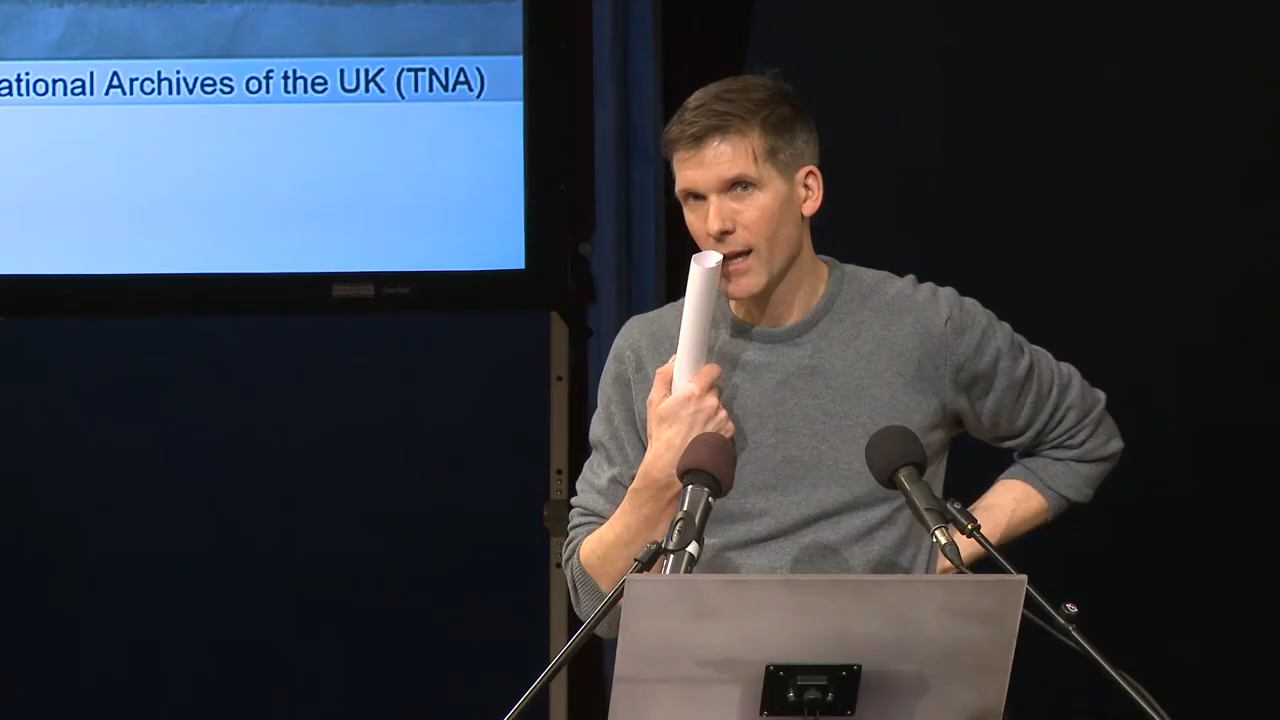 ational Archives of the UK (TNA)